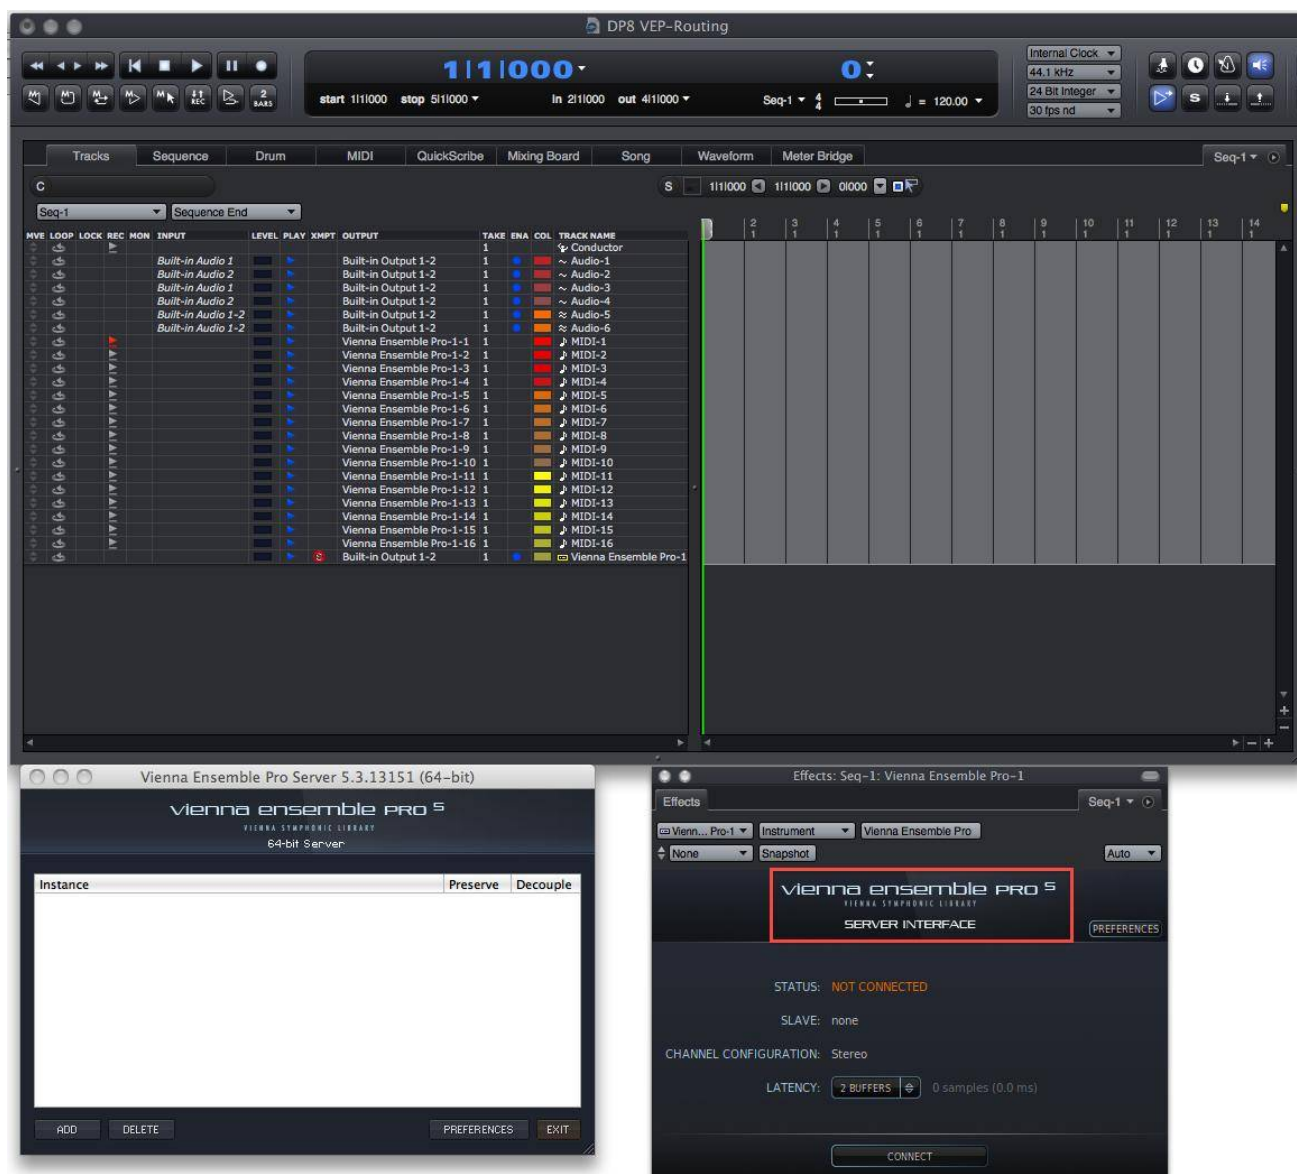 DP8 VEP-Routing
1|1|000
0:
Internal Clock
44.1 kHz
24 Bit Integer
30 fps nd
REC
2 BARS
start 1|1|000 stop 5|1|000 in 2|1|000 out 4|1|000
Seq-1 4 4 = 120.00
S
Tracks Sequence Drum MIDI QuickScribe Mixing Board Song Waveform Meter Bridge Seq-1
C
S 1|1|000 1|1|000 0|000
Seq-1 Sequence End
2 3 4 5 6 7 8 9 10 11 12 13 14
1 1 1 1 1 1 1 1 1 1 1 1 1
MVE LOOP LOCK REC MON INPUT LEVEL PLAY XMPT OUTPUT TAKE ENA COL TRACK NAME
1 Conductor
Built-in Audio 1 Built-in Output 1-2 1 Audio-1
Built-in Audio 2 Built-in Output 1-2 1 Audio-2
Built-in Audio 1 Built-in Output 1-2 1 Audio-3
Built-in Audio 2 Built-in Output 1-2 1 Audio-4
Built-in Audio 1-2 Built-in Output 1-2 1 Audio-5
Built-in Audio 1-2 Built-in Output 1-2 1 Audio-6
Vienna Ensemble Pro-1-1 1 MIDI-1
Vienna Ensemble Pro-1-2 1 MIDI-2
Vienna Ensemble Pro-1-3 1 MIDI-3
Vienna Ensemble Pro-1-4 1 MIDI-4
Vienna Ensemble Pro-1-5 1 MIDI-5
Vienna Ensemble Pro-1-6 1 MIDI-6
Vienna Ensemble Pro-1-7 1 MIDI-7
Vienna Ensemble Pro-1-8 1 MIDI-8
Vienna Ensemble Pro-1-9 1 MIDI-9
Vienna Ensemble Pro-1-10 1 MIDI-10
Vienna Ensemble Pro-1-11 1 MIDI-11
Vienna Ensemble Pro-1-12 1 MIDI-12
Vienna Ensemble Pro-1-13 1 MIDI-13
Vienna Ensemble Pro-1-14 1 MIDI-14
Vienna Ensemble Pro-1-15 1 MIDI-15
Vienna Ensemble Pro-1-16 1 MIDI-16
S Built-in Output 1-2 1 Vienna Ensemble Pro-1
Vienna Ensemble Pro Server 5.3.13151 (64-bit)
vienna ensemble PRO 5
VIENNA SYMPHONIC LIBRARY
64-bit Server
Instance Preserve Decouple
ADD DELETE PREFERENCES EXIT
Effects: Seq-1: Vienna Ensemble Pro-1
Effects Seq-1
Vienn... Pro-1 Instrument Vienna Ensemble Pro
None Snapshot Auto
vienna ensemble PRO 5
VIENNA SYMPHONIC LIBRARY
SERVER INTERFACE
PREFERENCES
STATUS: NOT CONNECTED
SLAVE: none
CHANNEL CONFIGURATION: Stereo
LATENCY: 2 BUFFERS 0 samples (0.0 ms)
CONNECT